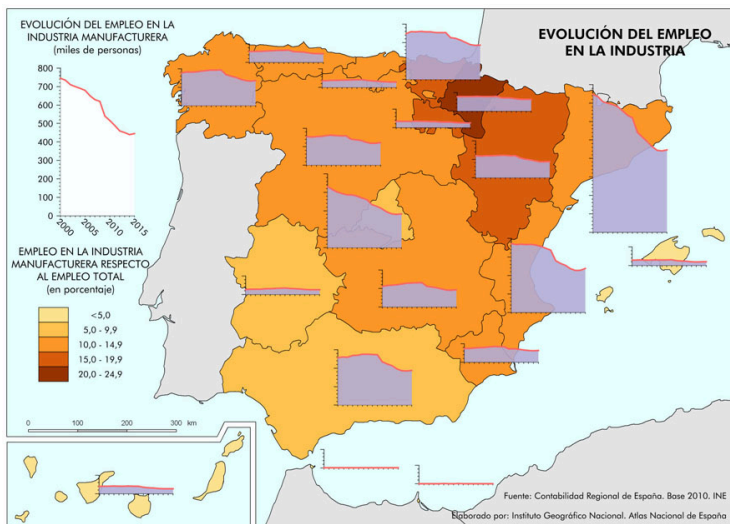 EVOLUCIÓN DEL EMPLEO EN LA
INDUSTRIA MANUFACTURERA
(miles de personas)
800
700
600
500
400
300
200
100
0
2000
2005
2010
2015
EVOLUCIÓN DEL EMPLEO
EN LA INDUSTRIA
EMPLEO EN LA INDUSTRIA
MANUFACTURERA RESPECTO
AL EMPLEO TOTAL
(en porcentaje)
<5,0
5,0 - 9,9
10,0 - 14,9
15,0 - 19,9
20,0 - 24,9
0 100 200 300 km
Fuente: Contabilidad Regional de España. Base 2010. INE
Elaborado por: Instituto Geográfico Nacional. Atlas Nacional de España